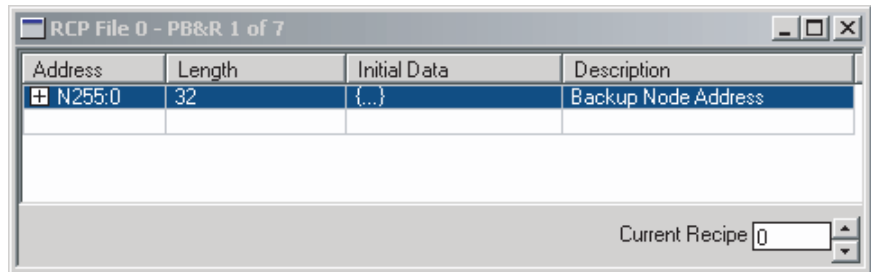 RCP File 0 - PB&R 1 of 7
Address Length Initial Data Description
N255:0 32 {...} Backup Node Address
Current Recipe 0